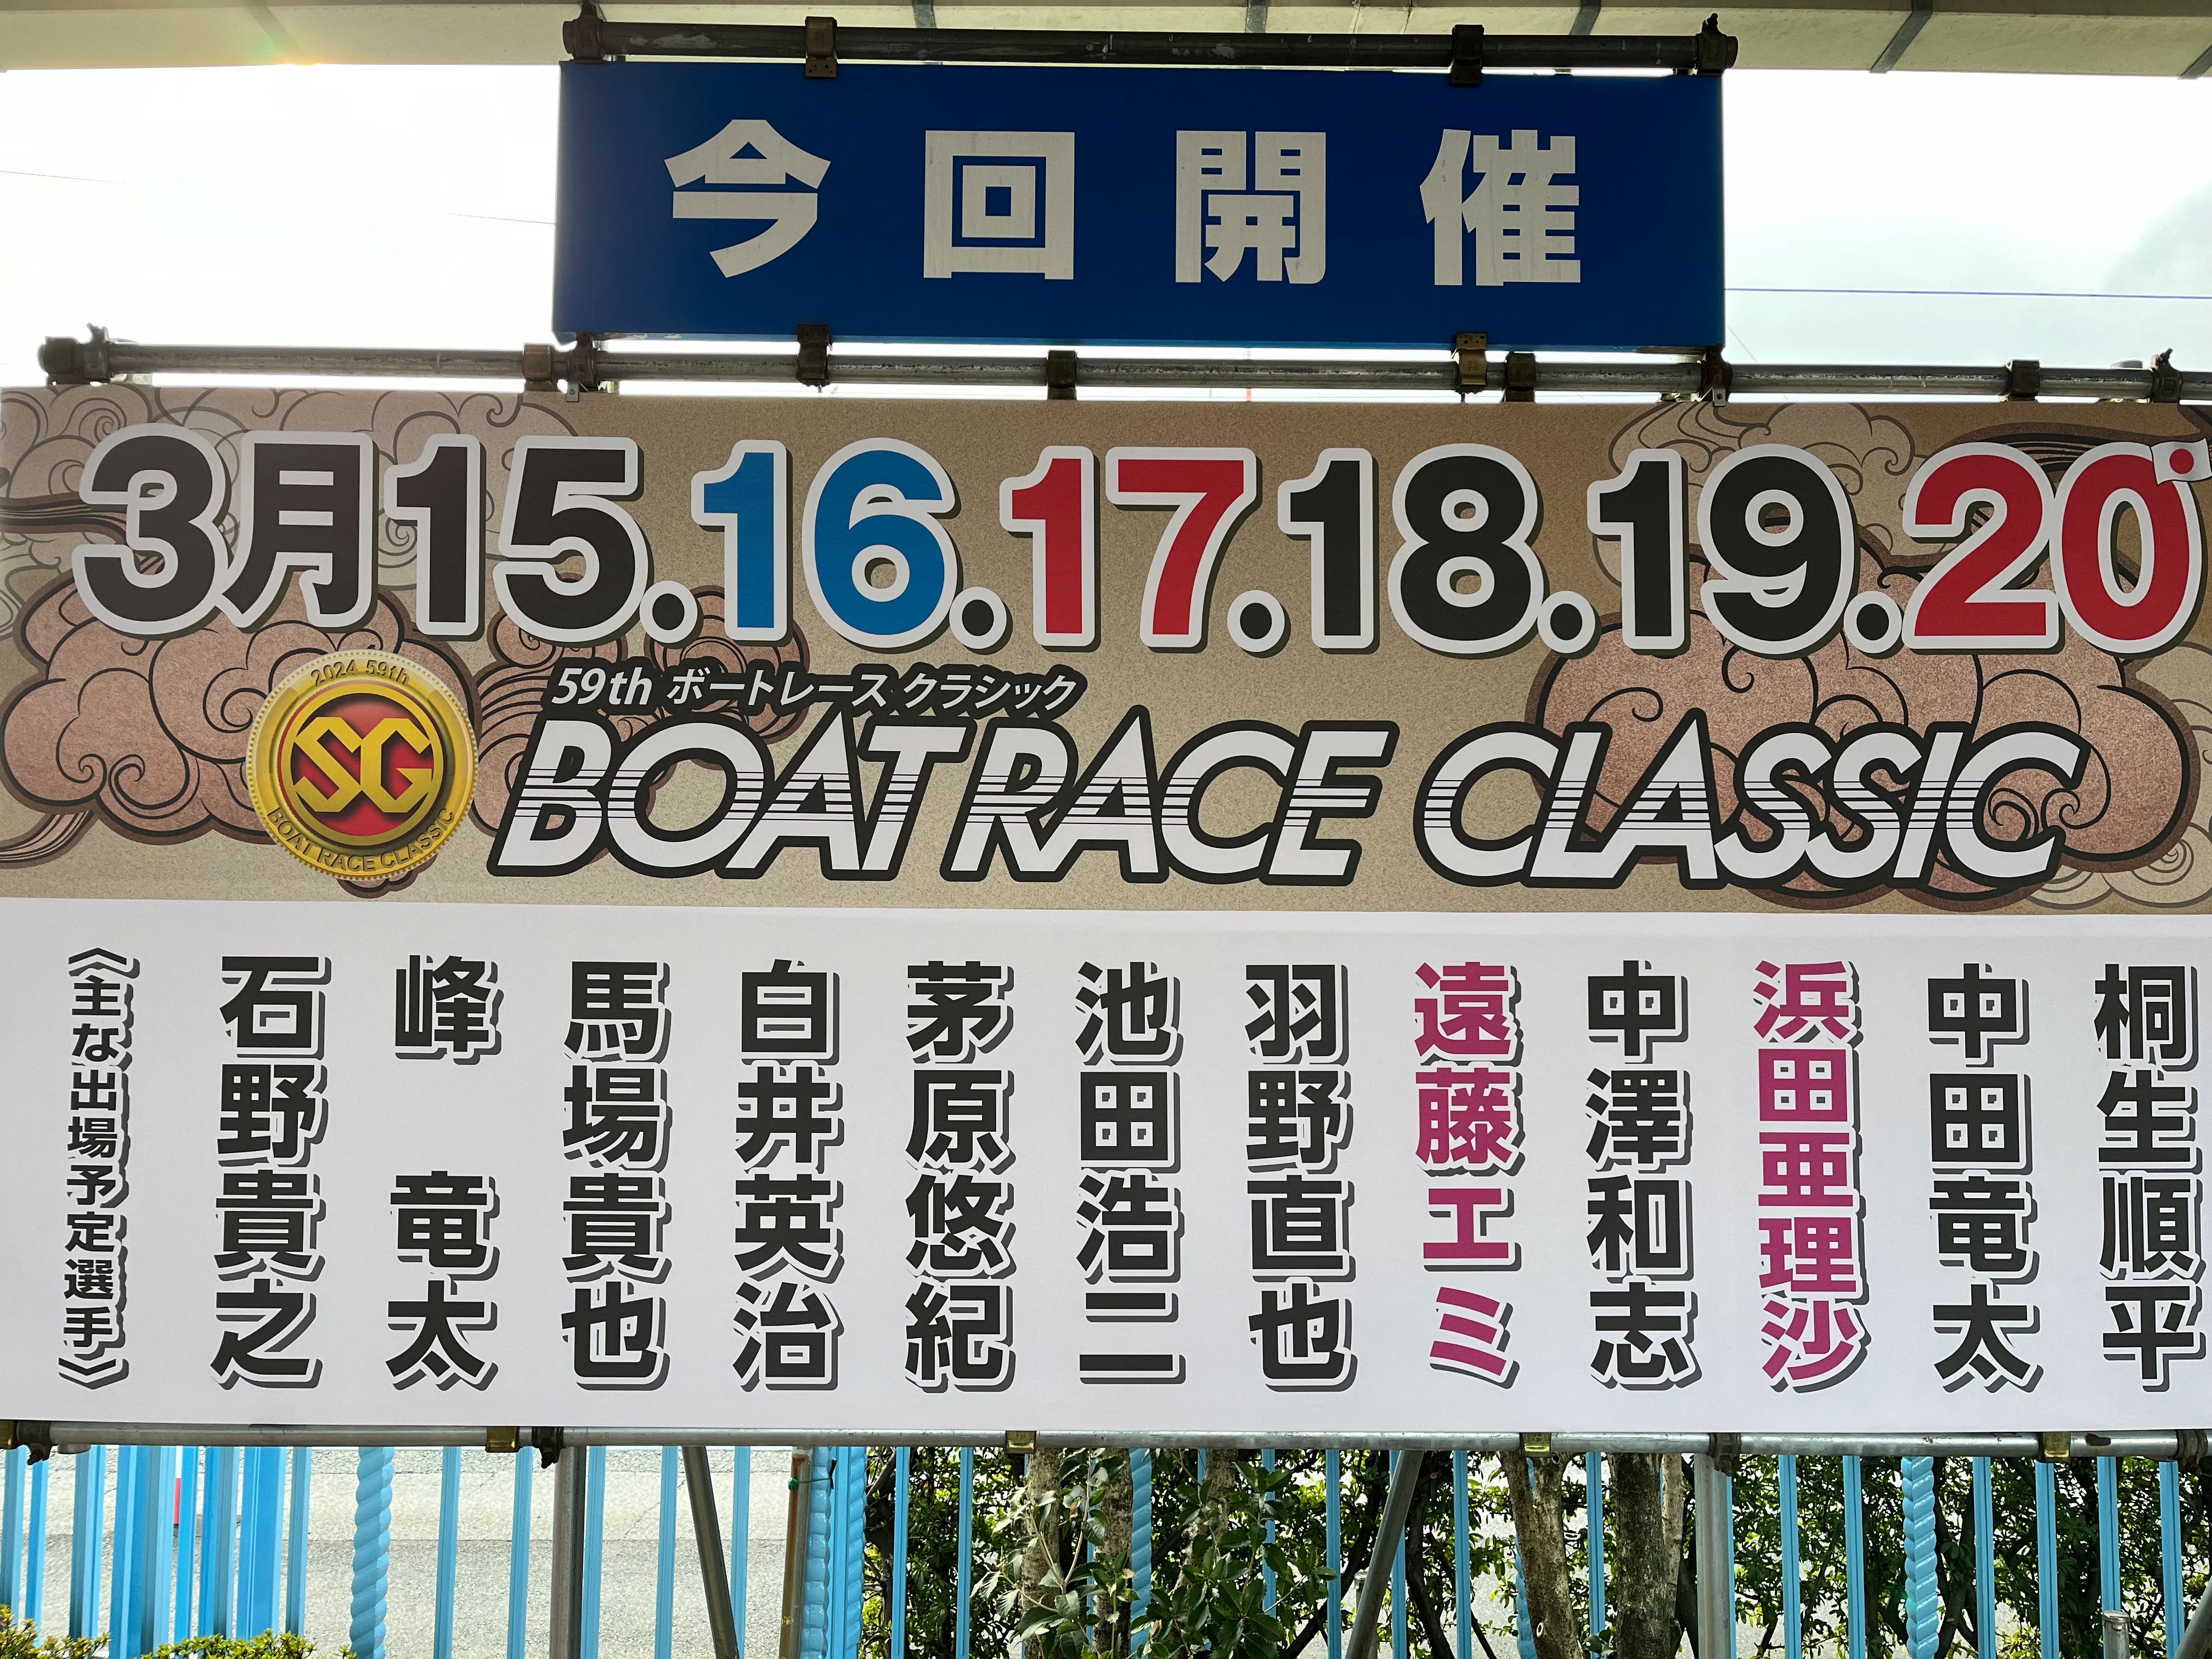 今回開催
3月15.16.17.18.19.20
2024 59th
SG
BOAT RACE CLASSIC
59th ボートレース クラシック
BOAT RACE CLASSIC
《主な出場予定選手》
石野貴之
峰竜太
馬場貴也
白井英治
茅原悠紀
池田浩二
羽野直也
遠藤エミ
中澤和志
浜田亜理沙
中田竜太
桐生順平